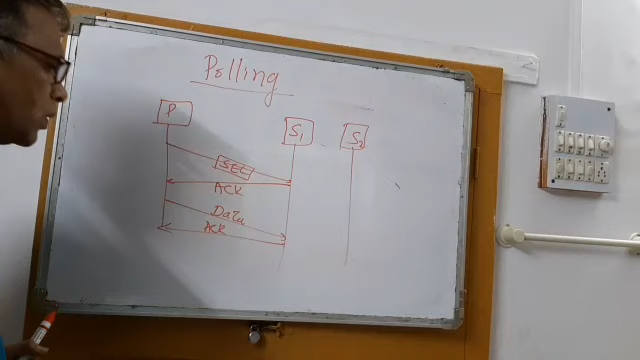 Polling
P
S1
S2
SEL
ACK
Data
ACK